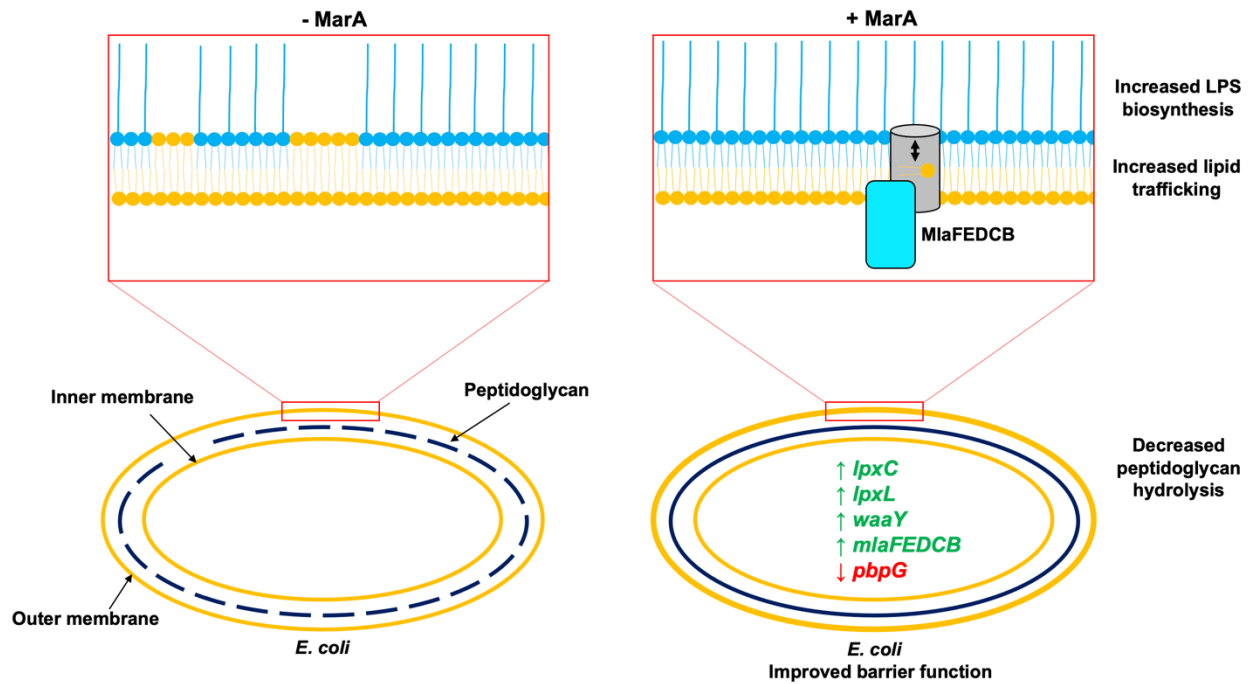 - MarA
+ MarA
Increased LPS
biosynthesis
Increased lipid
trafficking
MlaFEDCB
Inner membrane
Peptidoglycan
Outer membrane
E. coli
↑ lpxC
↑ lpxL
↑ waaY
↑ mlaFEDCB
↓ pbpG
Decreased
peptidoglycan
hydrolysis
E. coli
Improved barrier function